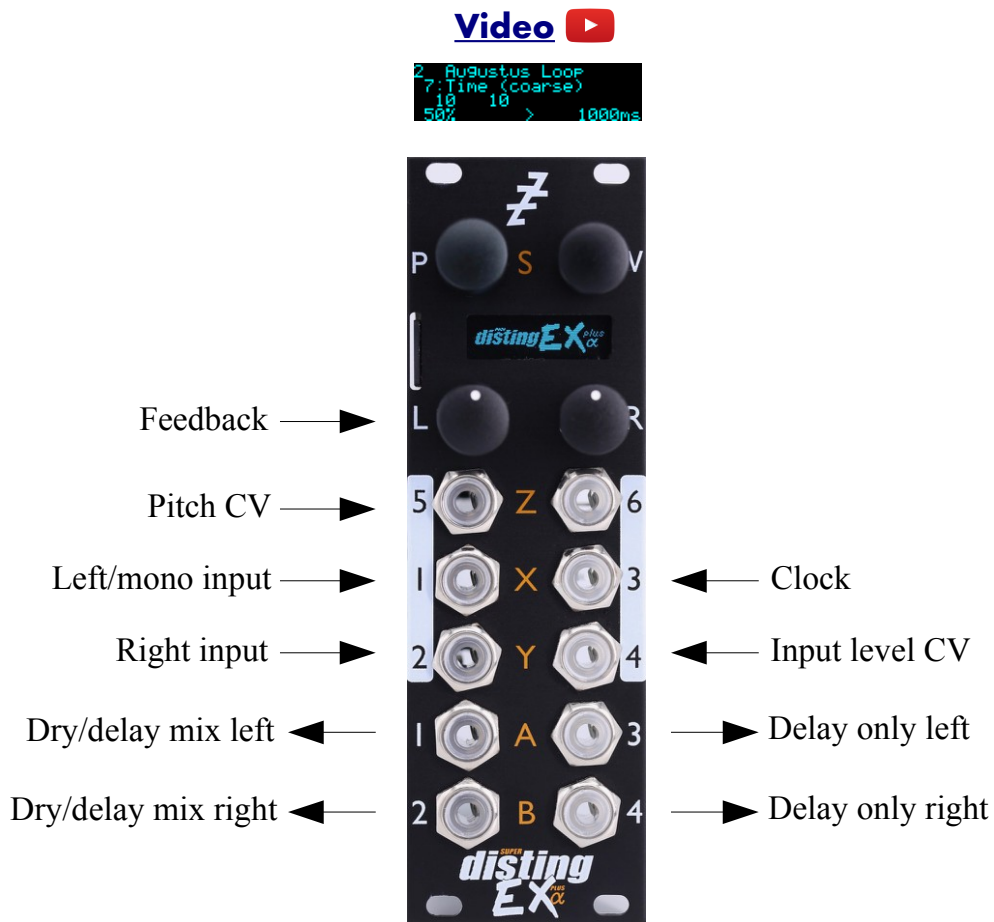 Video
2 Augustus Loop
7:Time (coarse)
10 10
50% > 1000ms
P S V
disting EX plus α
Feedback L R
Pitch CV 5 Z 6
Left/mono input 1 X 3 Clock
Right input 2 Y 4 Input level CV
Dry/delay mix left 1 A 3 Delay only left
Dry/delay mix right 2 B 4 Delay only right
SUPER
disting
EX PLUS α